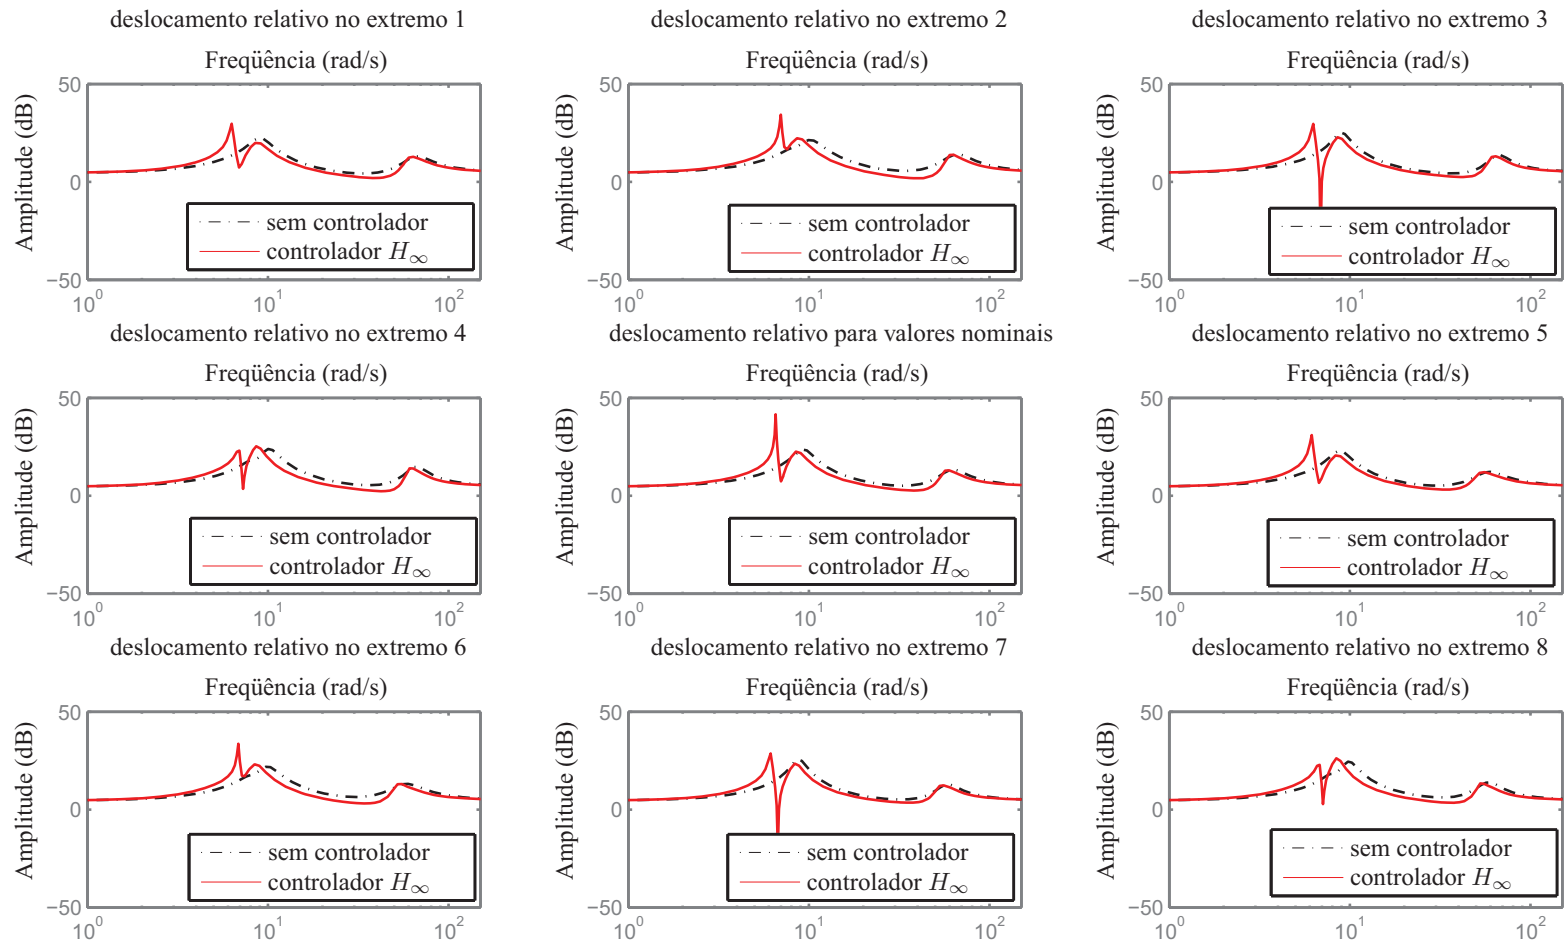 deslocamento relativo no extremo 1
Freqüência (rad/s)
Amplitude (dB)
50
0
−50
10^0
10^1
10^2
sem controlador
controlador H∞
deslocamento relativo no extremo 2
Freqüência (rad/s)
Amplitude (dB)
50
0
−50
10^0
10^1
10^2
sem controlador
controlador H∞
deslocamento relativo no extremo 3
Freqüência (rad/s)
Amplitude (dB)
50
0
−50
10^0
10^1
10^2
sem controlador
controlador H∞
deslocamento relativo no extremo 4
Freqüência (rad/s)
Amplitude (dB)
50
0
−50
10^0
10^1
10^2
sem controlador
controlador H∞
deslocamento relativo para valores nominais
Freqüência (rad/s)
Amplitude (dB)
50
0
−50
10^0
10^1
10^2
sem controlador
controlador H∞
deslocamento relativo no extremo 5
Freqüência (rad/s)
Amplitude (dB)
50
0
−50
10^0
10^1
10^2
sem controlador
controlador H∞
deslocamento relativo no extremo 6
Freqüência (rad/s)
Amplitude (dB)
50
0
−50
10^0
10^1
10^2
sem controlador
controlador H∞
deslocamento relativo no extremo 7
Freqüência (rad/s)
Amplitude (dB)
50
0
−50
10^0
10^1
10^2
sem controlador
controlador H∞
deslocamento relativo no extremo 8
Freqüência (rad/s)
Amplitude (dB)
50
0
−50
10^0
10^1
10^2
sem controlador
controlador H∞